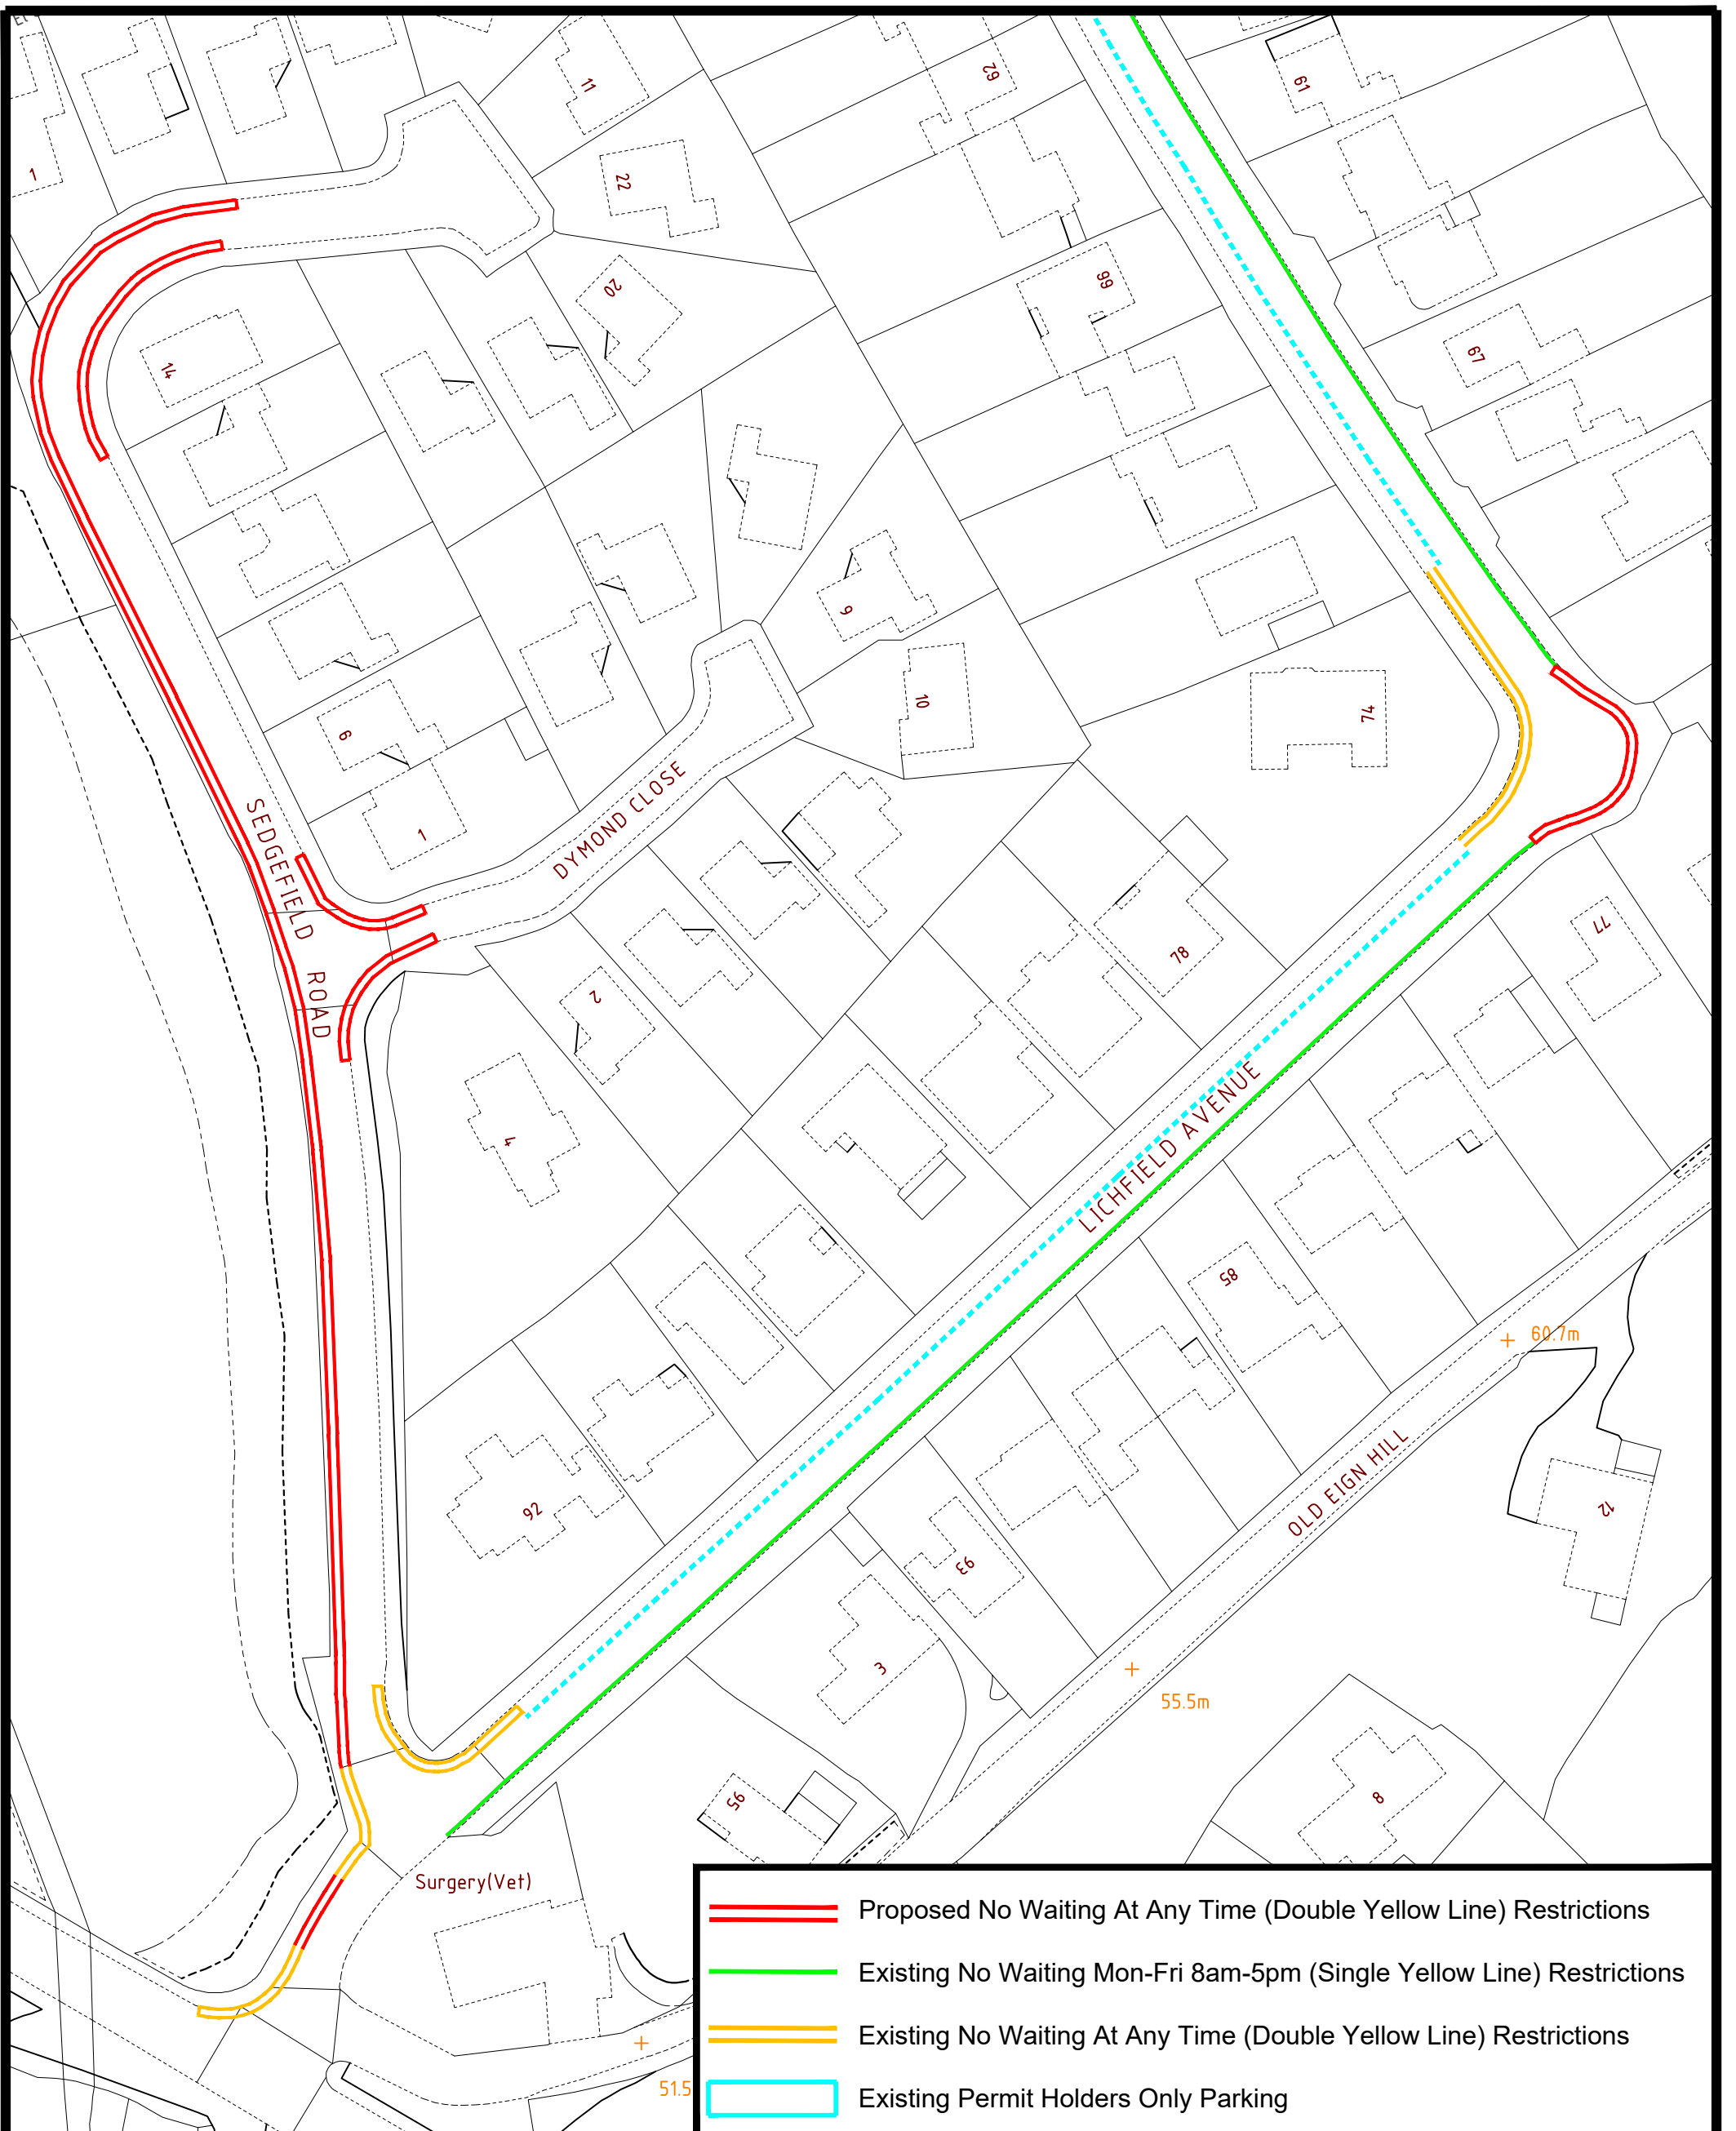 1
11
22
62
61
20
66
14
67
9
10
74
6
1
SEDGEFIELD ROAD
DYMOND CLOSE
77
78
2
4
LICHFIELD AVENUE
85
60.7m
OLD EIGN HILL
92
12
93
3
55.5m
95
8
Surgery(Vet)
51.5
Proposed No Waiting At Any Time (Double Yellow Line) Restrictions
Existing No Waiting Mon-Fri 8am-5pm (Single Yellow Line) Restrictions
Existing No Waiting At Any Time (Double Yellow Line) Restrictions
Existing Permit Holders Only Parking